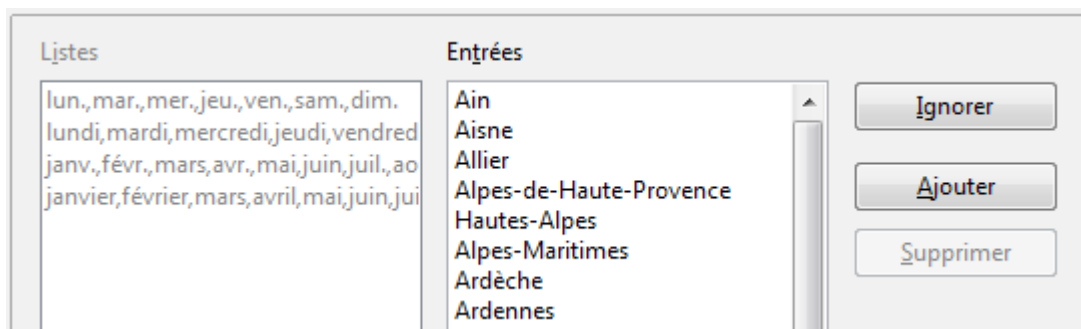 Listes
lun.,mar.,mer.,jeu.,ven.,sam.,dim.
lundi,mardi,mercredi,jeudi,vendred
janv.,févr.,mars,avr.,mai,juin,juil.,ao
janvier,février,mars,avril,mai,juin,jui
Entrées
Ain
Aisne
Allier
Alpes-de-Haute-Provence
Hautes-Alpes
Alpes-Maritimes
Ardèche
Ardennes
Ignorer
Ajouter
Supprimer